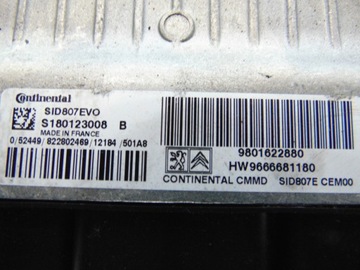 Continental
SID807EVO
S180123008 B
MADE IN FRANCE
0/52449/822802469/12184/501A8
9801622880
HW9666681180
CONTINENTAL CMMD SID807E CEM00